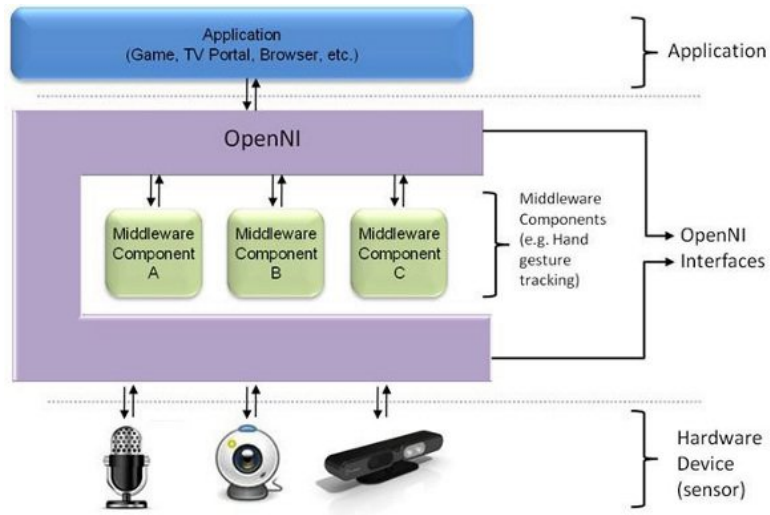 Application
(Game, TV Portal, Browser, etc.)
Application
OpenNI
Middleware
Component
A
Middleware
Component
B
Middleware
Component
C
Middleware
Components
(e.g. Hand
gesture
tracking)
OpenNI
Interfaces
Hardware
Device
(sensor)